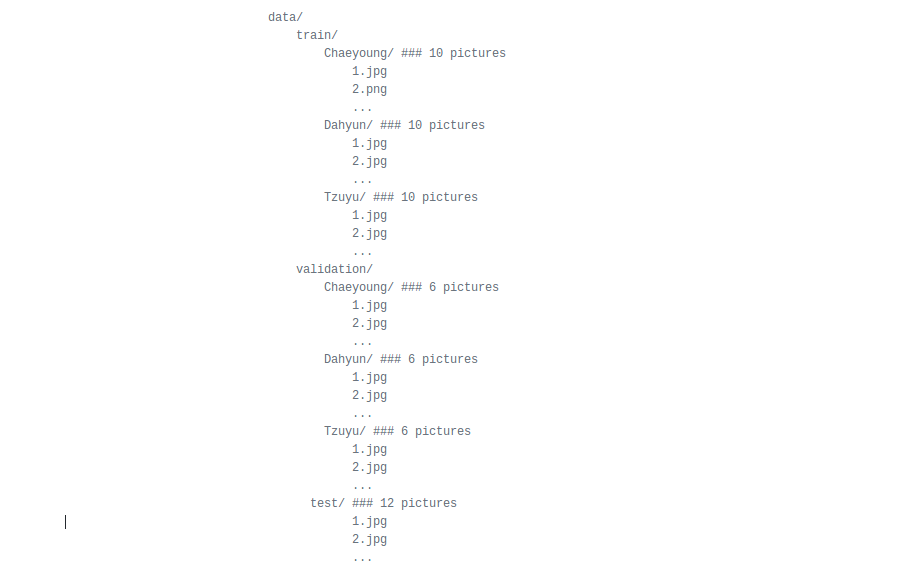 data/
train/
Chaeyoung/ ### 10 pictures
1.jpg
2.png
...
Dahyun/ ### 10 pictures
1.jpg
2.jpg
...
Tzuyu/ ### 10 pictures
1.jpg
2.jpg
...
validation/
Chaeyoung/ ### 6 pictures
1.jpg
2.jpg
...
Dahyun/ ### 6 pictures
1.jpg
2.jpg
...
Tzuyu/ ### 6 pictures
1.jpg
2.jpg
...
test/ ### 12 pictures
1.jpg
2.jpg
...